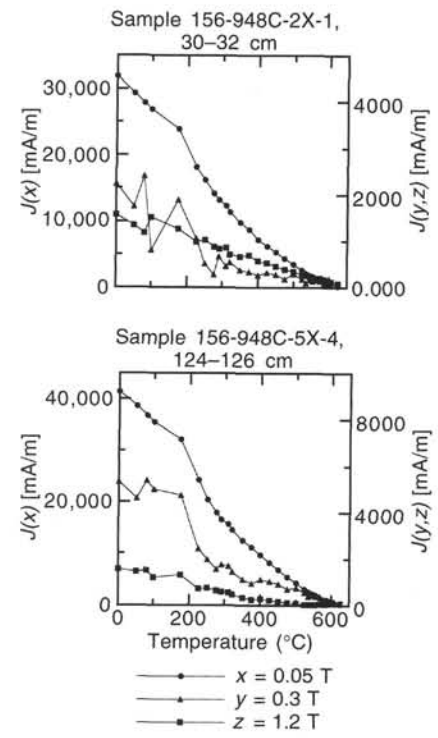 Sample 156-948C-2X-1,
30–32 cm
J(x) [mA/m]
30,000
20,000
10,000
0
4000
2000
0.000
J(y,z) [mA/m]
Sample 156-948C-5X-4,
124–126 cm
J(x) [mA/m]
40,000
20,000
0
8000
4000
0
J(y,z) [mA/m]
0 200 400 600
Temperature (°C)
x = 0.05 T
y = 0.3 T
z = 1.2 T